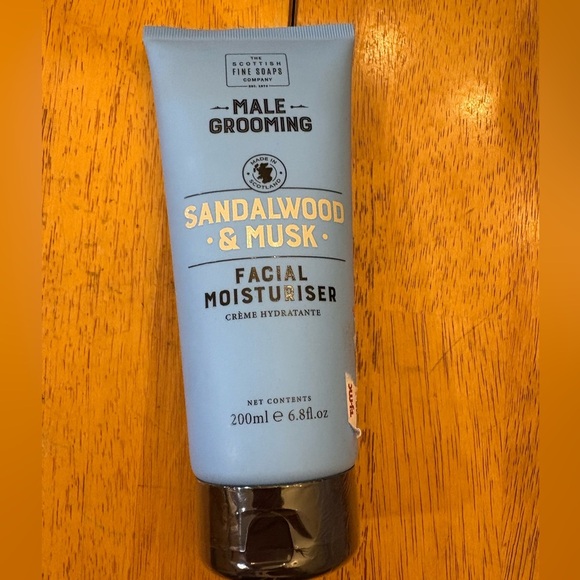 THE
SCOTTISH
FINE SOAPS
COMPANY
EST. 1974
MALE
GROOMING
MADE IN
SCOTLAND
SANDALWOOD
& MUSK
FACIAL
MOISTURISER
CRÈME HYDRATANTE
NET CONTENTS
200ml e 6.8fl.oz